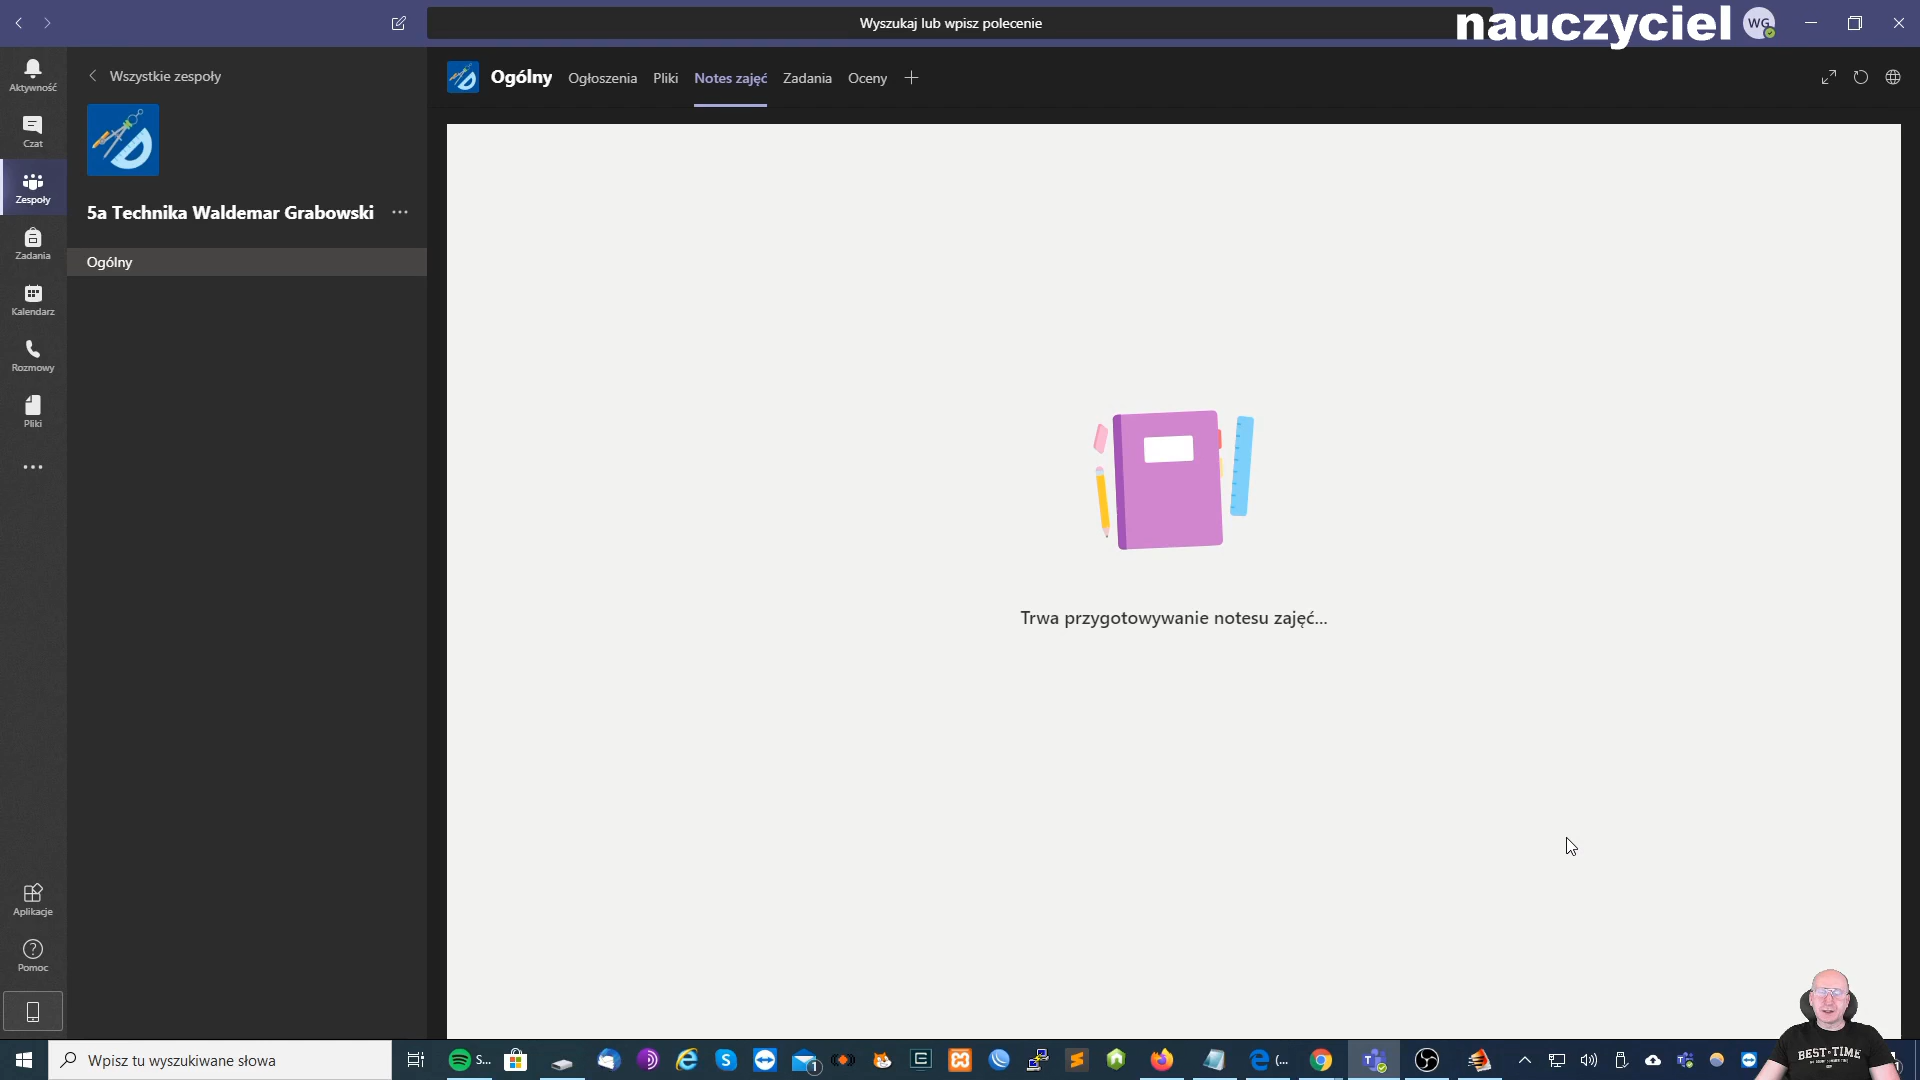 Wyszukaj lub wpisz polecenie
nauczyciel
WG
Aktywność
Czat
Zespoły
Zadania
Kalendarz
Rozmowy
Pliki
Aplikacje
Pomoc
Wszystkie zespoły
5a Technika Waldemar Grabowski
Ogólny
Ogólny Ogłoszenia Pliki Notes zajęć Zadania Oceny
Trwa przygotowywanie notesu zajęć...
BEST-TIME
Wpisz tu wyszukiwane słowa
S...
1
(...